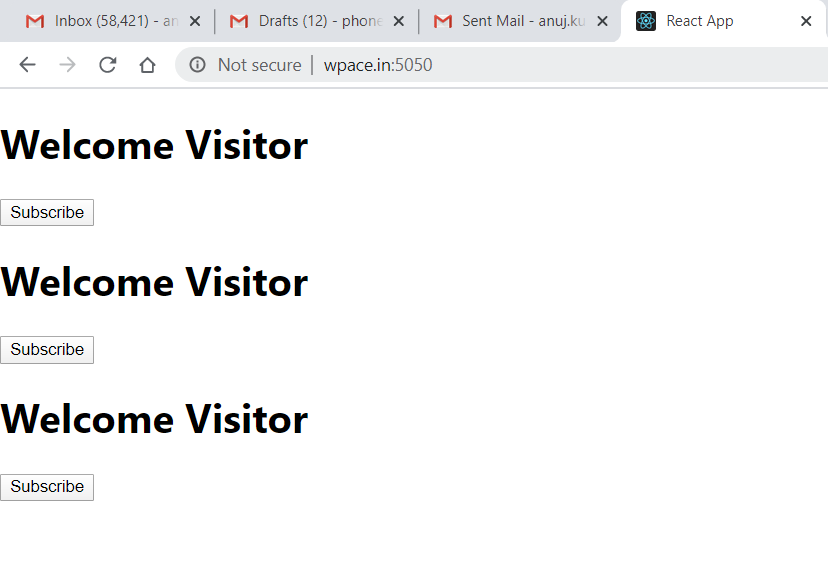 Inbox (58,421) - an
Drafts (12) - phone
Sent Mail - anuj.ku
React App
Not secure | wpace.in:5050
Welcome Visitor
Subscribe
Welcome Visitor
Subscribe
Welcome Visitor
Subscribe